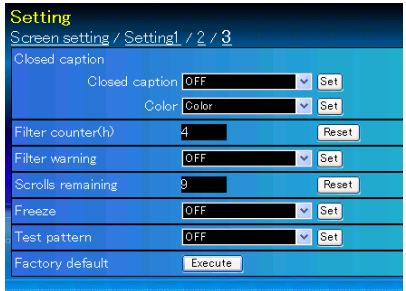 Setting
Screen setting / Setting1 / 2 / 3
Closed caption
Closed caption OFF Set
Color Color Set
Filter counter(h) 4 Reset
Filter warning OFF Set
Scrolls remaining 9 Reset
Freeze OFF Set
Test pattern OFF Set
Factory default Execute